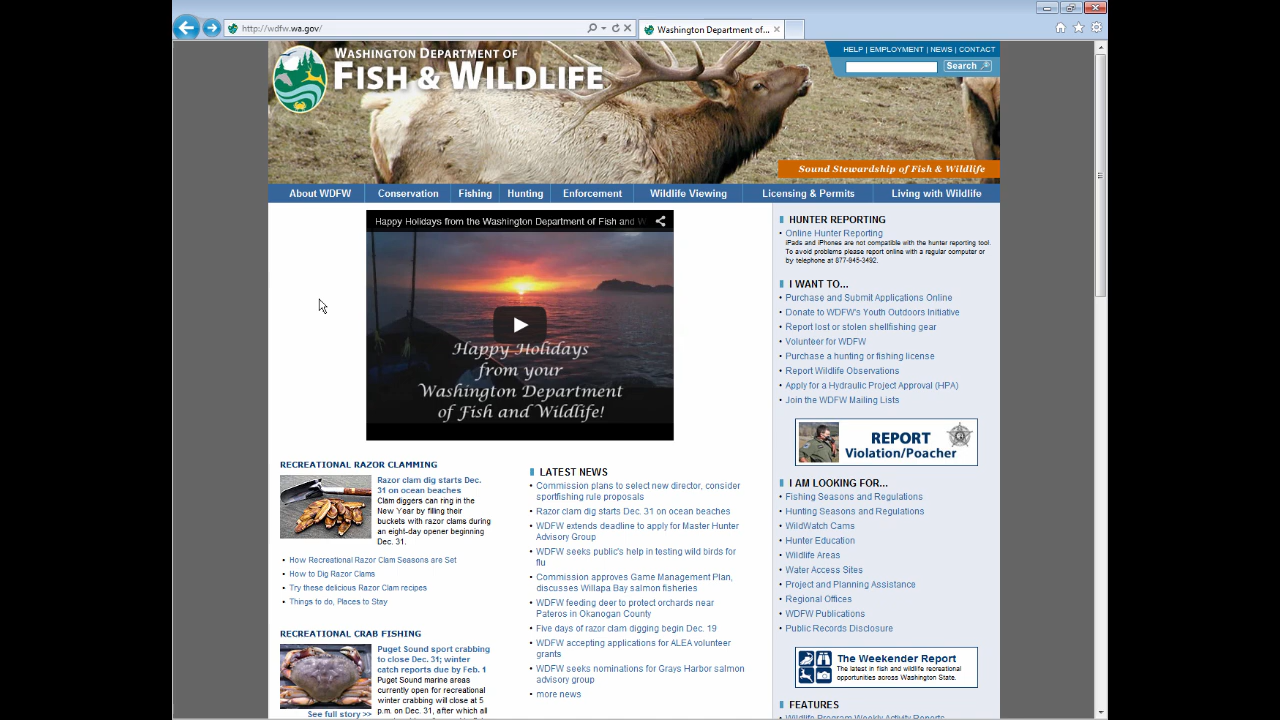 http://wdfw.wa.gov/
Washington Department of...
WASHINGTON DEPARTMENT OF
FISH & WILDLIFE
HELP | EMPLOYMENT | NEWS | CONTACT
Search
Sound Stewardship of Fish & Wildlife
About WDFW Conservation Fishing Hunting Enforcement Wildlife Viewing Licensing & Permits Living with Wildlife
Happy Holidays from the Washington Department of Fish and W
Happy Holidays
from your
Washington Department
of Fish and Wildlife!
RECREATIONAL RAZOR CLAMMING
Razor clam dig starts Dec.
31 on ocean beaches
Clam diggers can ring in the
New Year by filling their
buckets with razor clams during
an eight-day opener beginning
Dec. 31.
• How Recreational Razor Clam Seasons are Set
• How to Dig Razor Clams
• Try these delicious Razor Clam recipes
• Things to do, Places to Stay
RECREATIONAL CRAB FISHING
Puget Sound sport crabbing
to close Dec. 31; winter
catch reports due by Feb. 1
Puget Sound marine areas
currently open for recreational
winter crabbing will close at 5
p.m. on Dec. 31, after which all
See full story >>
LATEST NEWS
• Commission plans to select new director, consider
sportfishing rule proposals
• Razor clam dig starts Dec. 31 on ocean beaches
• WDFW extends deadline to apply for Master Hunter
Advisory Group
• WDFW seeks public's help in testing wild birds for
flu
• Commission approves Game Management Plan,
discusses Willapa Bay salmon fisheries
• WDFW feeding deer to protect orchards near
Pateros in Okanogan County
• Five days of razor clam digging begin Dec. 19
• WDFW accepting applications for ALEA volunteer
grants
• WDFW seeks nominations for Grays Harbor salmon
advisory group
• more news
HUNTER REPORTING
• Online Hunter Reporting
iPads and iPhones are not compatible with the hunter reporting tool.
To avoid problems please report online with a regular computer or
by telephone at 877-945-3492.
I WANT TO...
• Purchase and Submit Applications Online
• Donate to WDFW's Youth Outdoors Initiative
• Report lost or stolen shellfishing gear
• Volunteer for WDFW
• Purchase a hunting or fishing license
• Report Wildlife Observations
• Apply for a Hydraulic Project Approval (HPA)
• Join the WDFW Mailing Lists
REPORT
Violation/Poacher
I AM LOOKING FOR...
• Fishing Seasons and Regulations
• Hunting Seasons and Regulations
• WildWatch Cams
• Hunter Education
• Wildlife Areas
• Water Access Sites
• Project and Planning Assistance
• Regional Offices
• WDFW Publications
• Public Records Disclosure
The Weekender Report
The latest in fish and wildlife recreational
opportunities across Washington State.
FEATURES
• Wildlife Program Weekly Activity Reports